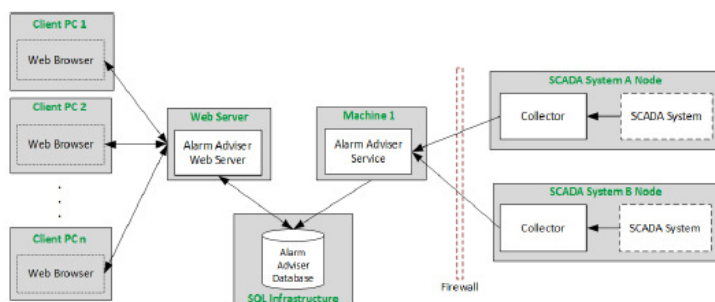 Client PC 1
Web Browser
Client PC 2
Web Browser
.
.
.
Client PC n
Web Browser
Web Server
Alarm Adviser
Web Server
Machine 1
Alarm Adviser
Service
Alarm
Adviser
Database
SQL Infrastructure
Firewall
SCADA System A Node
Collector
SCADA System
SCADA System B Node
Collector
SCADA System